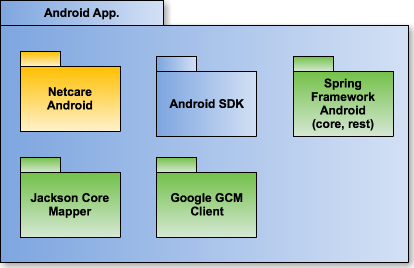 Android App.
Netcare
Android
Android SDK
Spring
Framework
Android
(core, rest)
Jackson Core
Mapper
Google GCM
Client